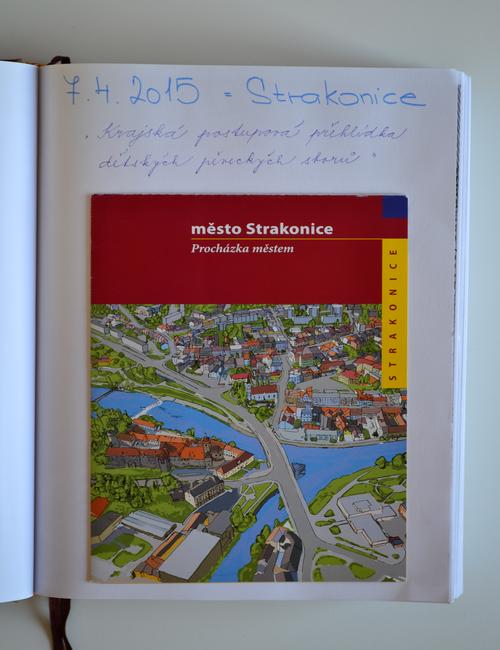 7.4.2015 - Strakonice
„Krajská postupová přehlídka
dětských pěveckých sborů"
město Strakonice
Procházka městem
STRAKONICE